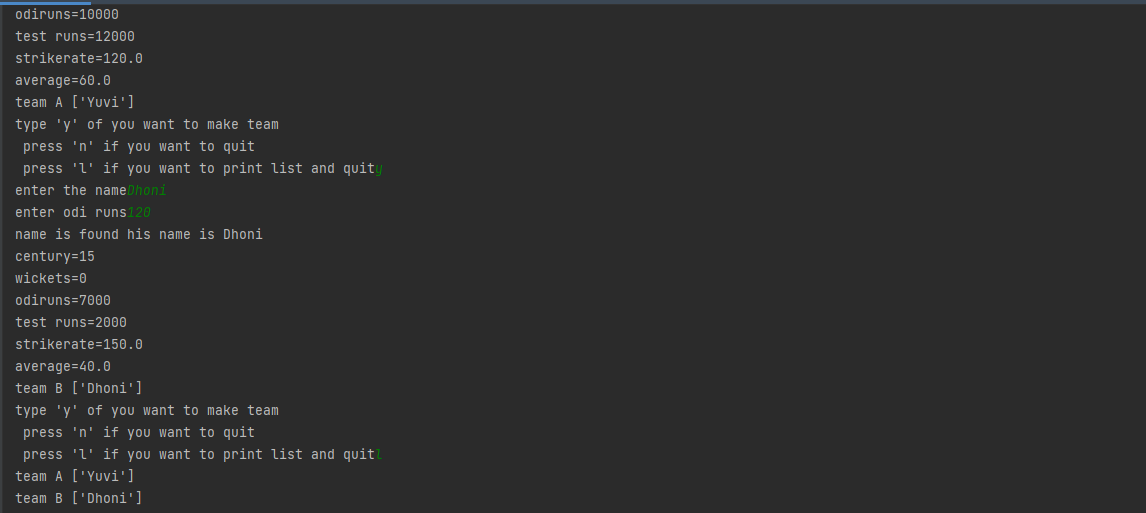 odiruns=10000
test runs=12000
strikerate=120.0
average=60.0
team A ['Yuvi']
type 'y' of you want to make team
 press 'n' if you want to quit
 press 'l' if you want to print list and quity
enter the nameDhoni
enter odi runs120
name is found his name is Dhoni
century=15
wickets=0
odiruns=7000
test runs=2000
strikerate=150.0
average=40.0
team B ['Dhoni']
type 'y' of you want to make team
 press 'n' if you want to quit
 press 'l' if you want to print list and quitl
team A ['Yuvi']
team B ['Dhoni']